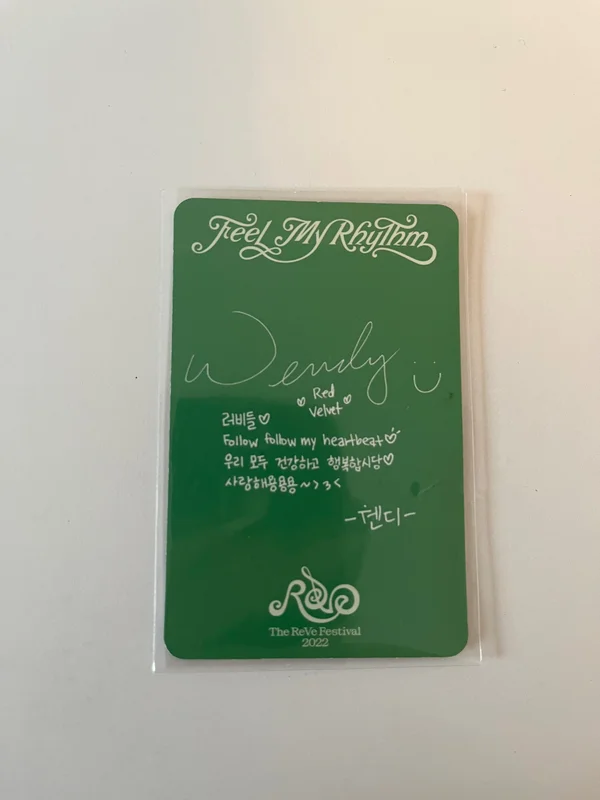 Feel My Rhythm
Wendy
Red
Velvet
러비들♡
Follow follow my heartbeat♡
우리 모두 건강하고 행복합시당♡
사랑해용용용~>3<
-웬디-
ReVe
The ReVe Festival
2022